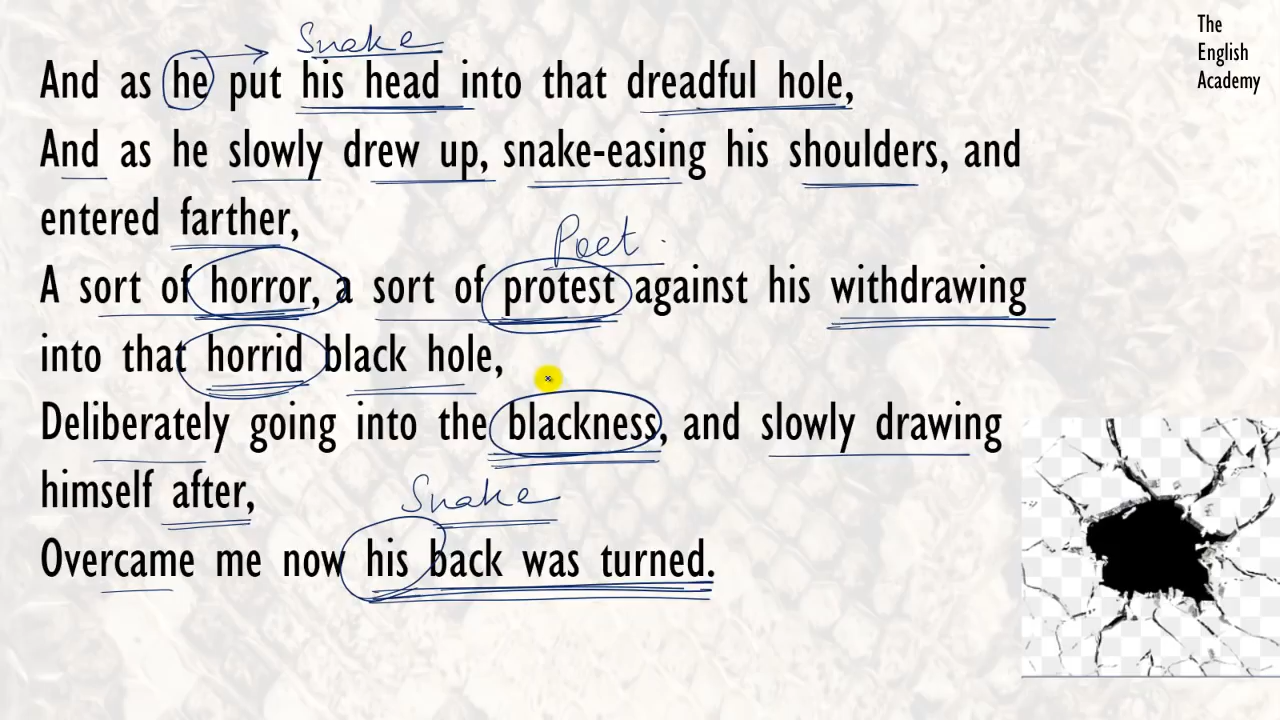 The
English
Academy
Snake
And as he put his head into that dreadful hole,
And as he slowly drew up, snake-easing his shoulders, and
entered farther,
Poet.
A sort of horror, a sort of protest against his withdrawing
into that horrid black hole,
Deliberately going into the blackness, and slowly drawing
himself after,
Snake
Overcame me now his back was turned.